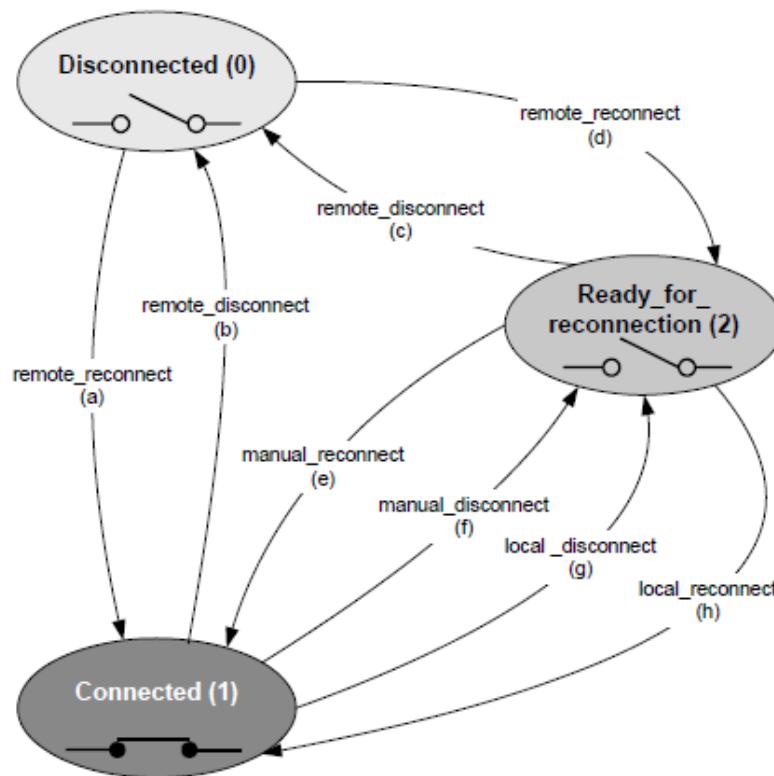 Disconnected (0)
remote_reconnect
(d)
remote_disconnect
(c)
Ready_for_
reconnection (2)
remote_disconnect
(b)
remote_reconnect
(a)
manual_reconnect
(e)
manual_disconnect
(f)
local _disconnect
(g)
local_reconnect
(h)
Connected (1)